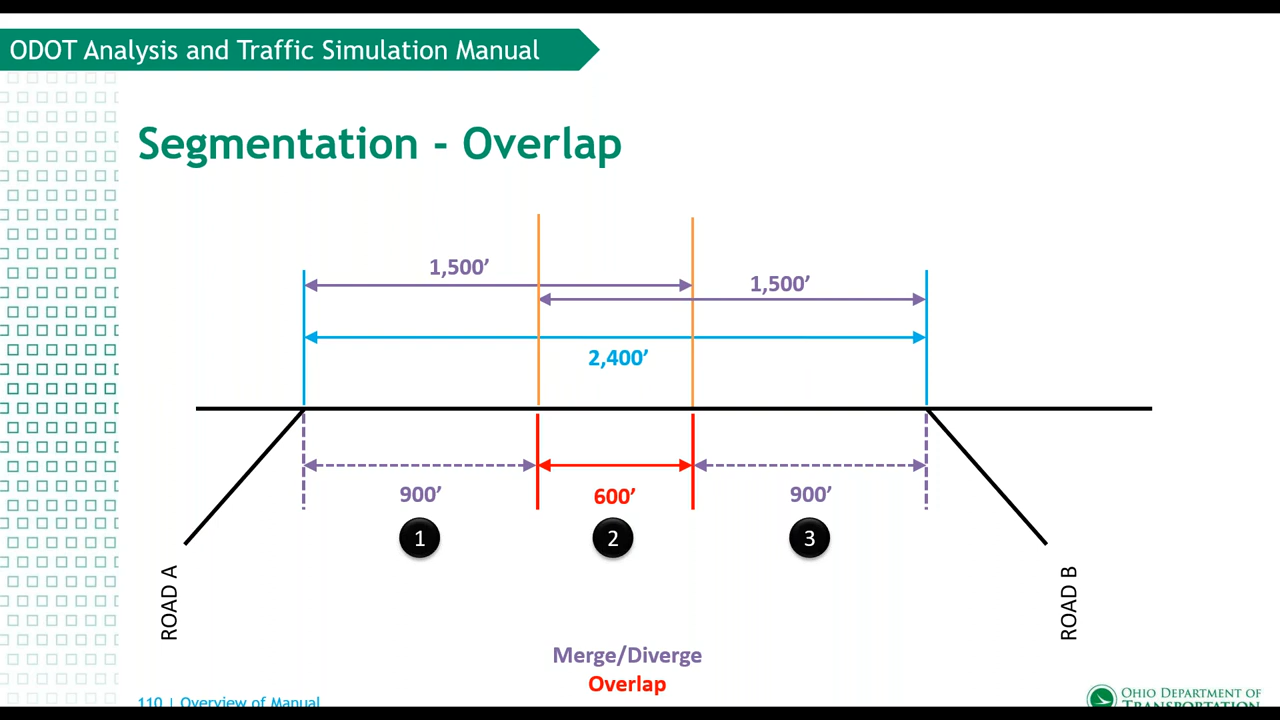 ODOT Analysis and Traffic Simulation Manual
Segmentation - Overlap
1,500’
1,500’
2,400’
900’
600’
900’
1
2
3
ROAD A
ROAD B
Merge/Diverge
Overlap
110 | Overview of Manual
OHIO DEPARTMENT OF
TRANSPORTATION